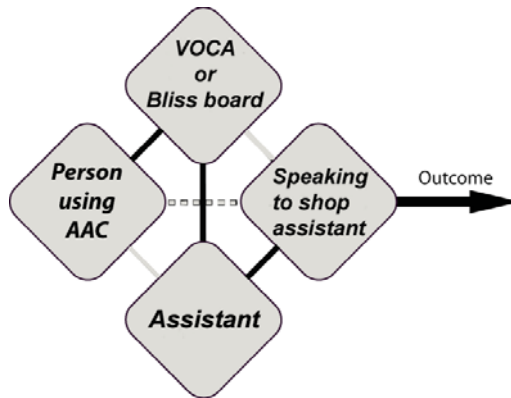 VOCA
or
Bliss board
Person
using
AAC
Speaking
to shop
assistant
Outcome
Assistant